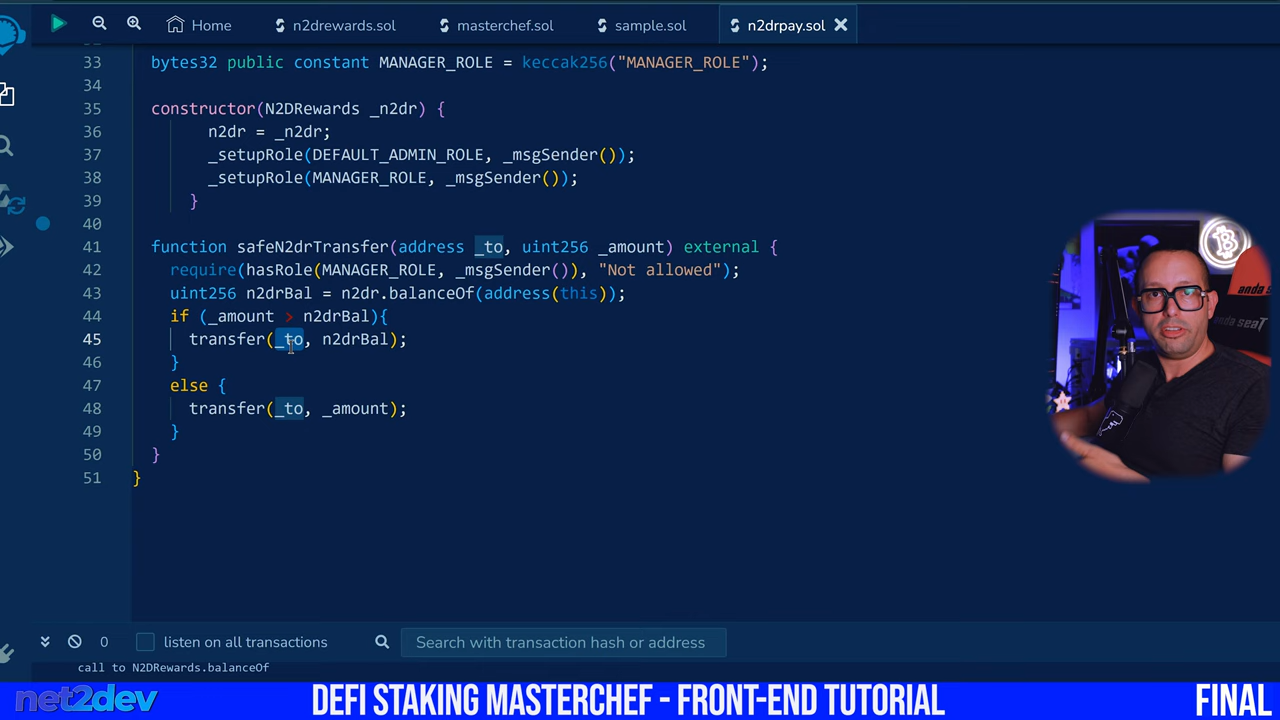 Home
n2drewards.sol
masterchef.sol
sample.sol
n2drpay.sol
33 bytes32 public constant MANAGER_ROLE = keccak256("MANAGER_ROLE");
34
35 constructor(N2DRewards _n2dr) {
36 n2dr = _n2dr;
37 _setupRole(DEFAULT_ADMIN_ROLE, _msgSender());
38 _setupRole(MANAGER_ROLE, _msgSender());
39 }
40
41 function safeN2drTransfer(address _to, uint256 _amount) external {
42 require(hasRole(MANAGER_ROLE, _msgSender()), "Not allowed");
43 uint256 n2drBal = n2dr.balanceOf(address(this));
44 if (_amount > n2drBal){
45 transfer(_to, n2drBal);
46 }
47 else {
48 transfer(_to, _amount);
49 }
50 }
51 }
0 listen on all transactions Search with transaction hash or address
call to N2DRewards.balanceOf
net2dev DEFI STAKING MASTERCHEF - FRONT-END TUTORIAL FINAL